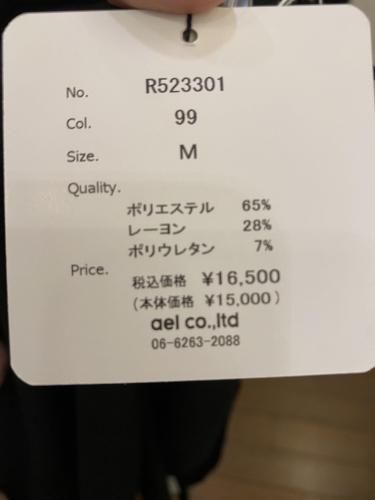 No. R523301
Col. 99
Size. M
Quality.
ポリエステル 65%
レーヨン 28%
ポリウレタン 7%
Price. 税込価格 ¥16,500
(本体価格 ¥15,000)
ael co.,ltd
06-6263-2088